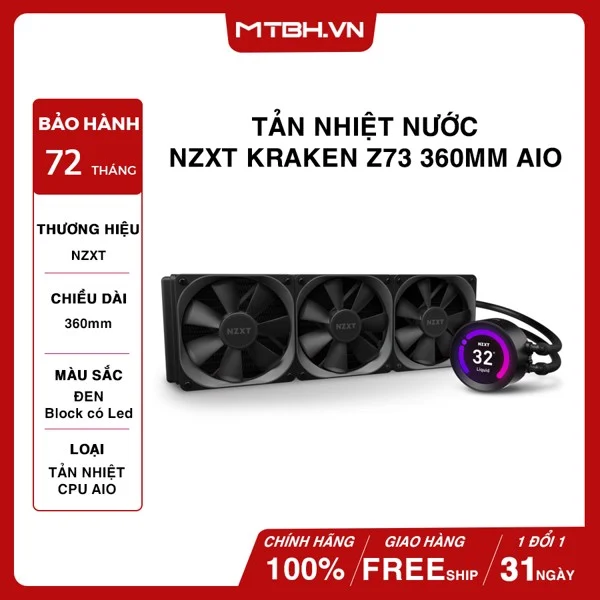 MTBH.VN
BẢO HÀNH
72 THÁNG
THƯƠNG HIỆU
NZXT
CHIỀU DÀI
360mm
MÀU SẮC
ĐEN
Block có Led
LOẠI
TẢN NHIỆT
CPU AIO
TẢN NHIỆT NƯỚC
NZXT KRAKEN Z73 360MM AIO
NZXT
NZXT
NZXT
NZXT
32°
Liquid
CHÍNH HÃNG
100%
GIAO HÀNG
FREESHIP
1 ĐỔI 1
31 NGÀY